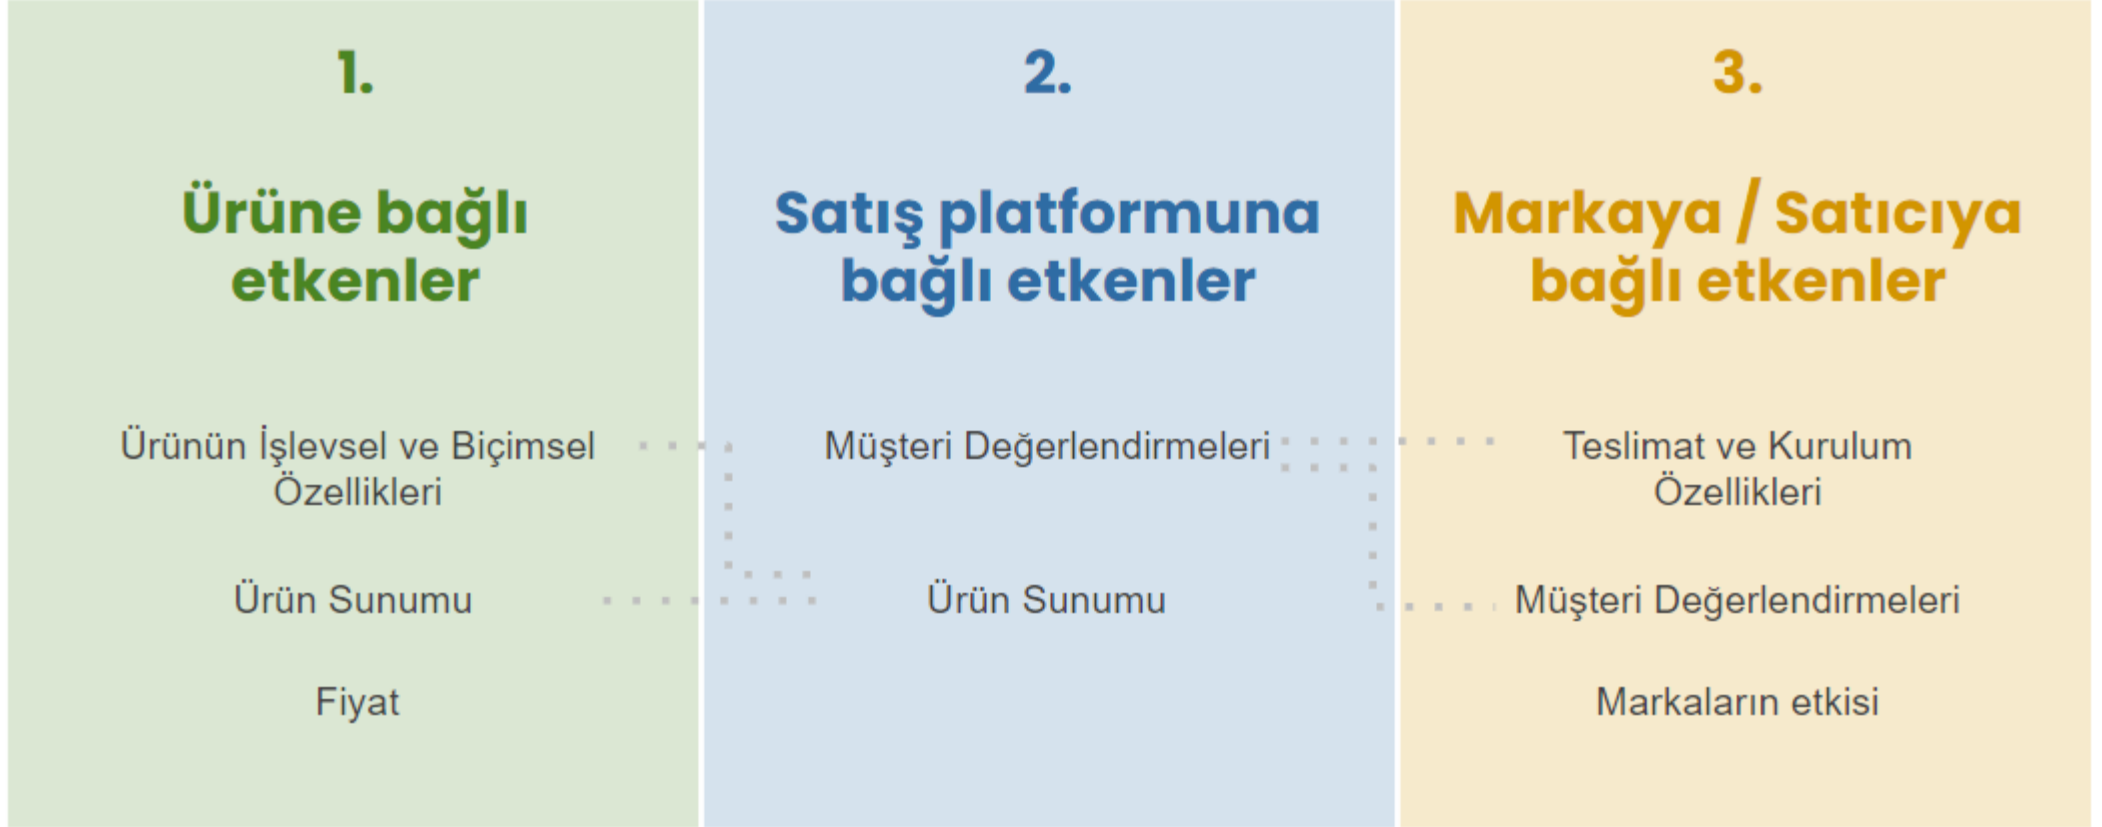 1.
Ürüne bağlı
etkenler
Ürünün İşlevsel ve Biçimsel
Özellikleri
Ürün Sunumu
Fiyat
2.
Satış platformuna
bağlı etkenler
Müşteri Değerlendirmeleri
Ürün Sunumu
3.
Markaya / Satıcıya
bağlı etkenler
Teslimat ve Kurulum
Özellikleri
Müşteri Değerlendirmeleri
Markaların etkisi